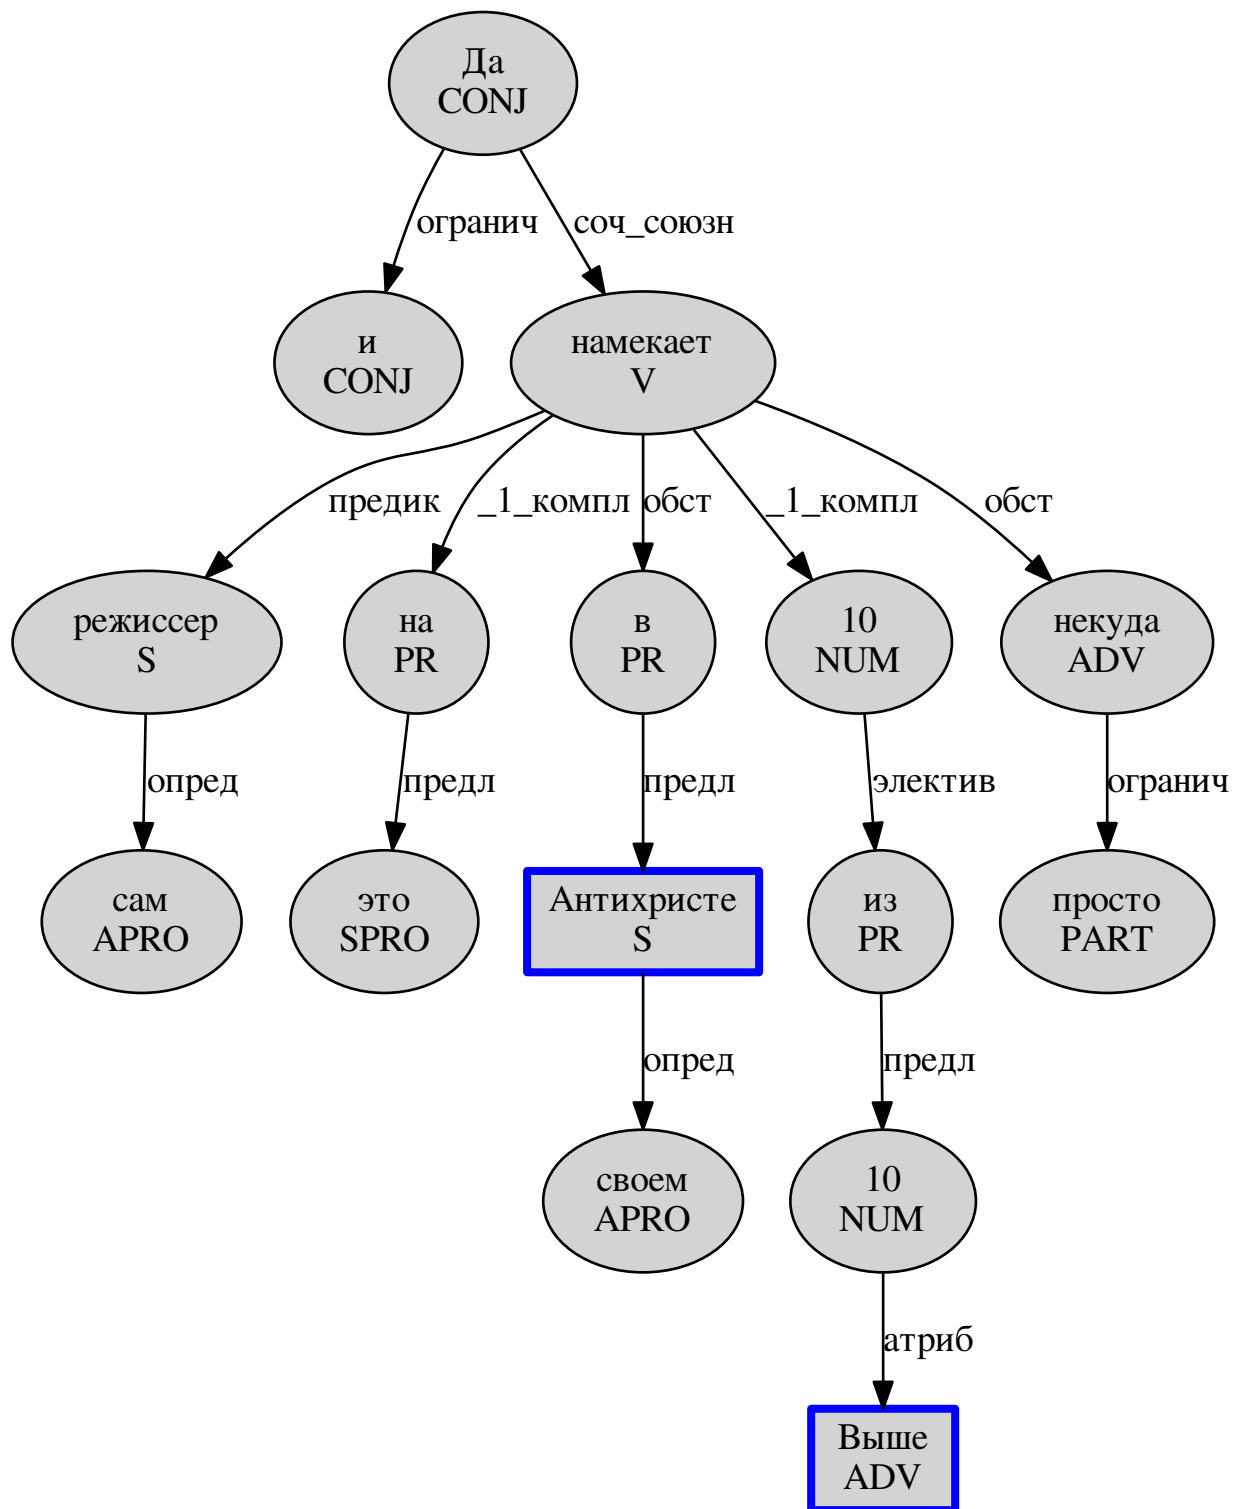 Да
CONJ
огранич
соч_союзн
и
CONJ
намекает
V
предик
_1_компл
обст
_1_компл
обст
режиссер
S
на
PR
в
PR
10
NUM
некуда
ADV
опред
предл
предл
электив
огранич
сам
APRO
это
SPRO
Антихристе
S
из
PR
просто
PART
опред
предл
своем
APRO
10
NUM
атриб
Выше
ADV